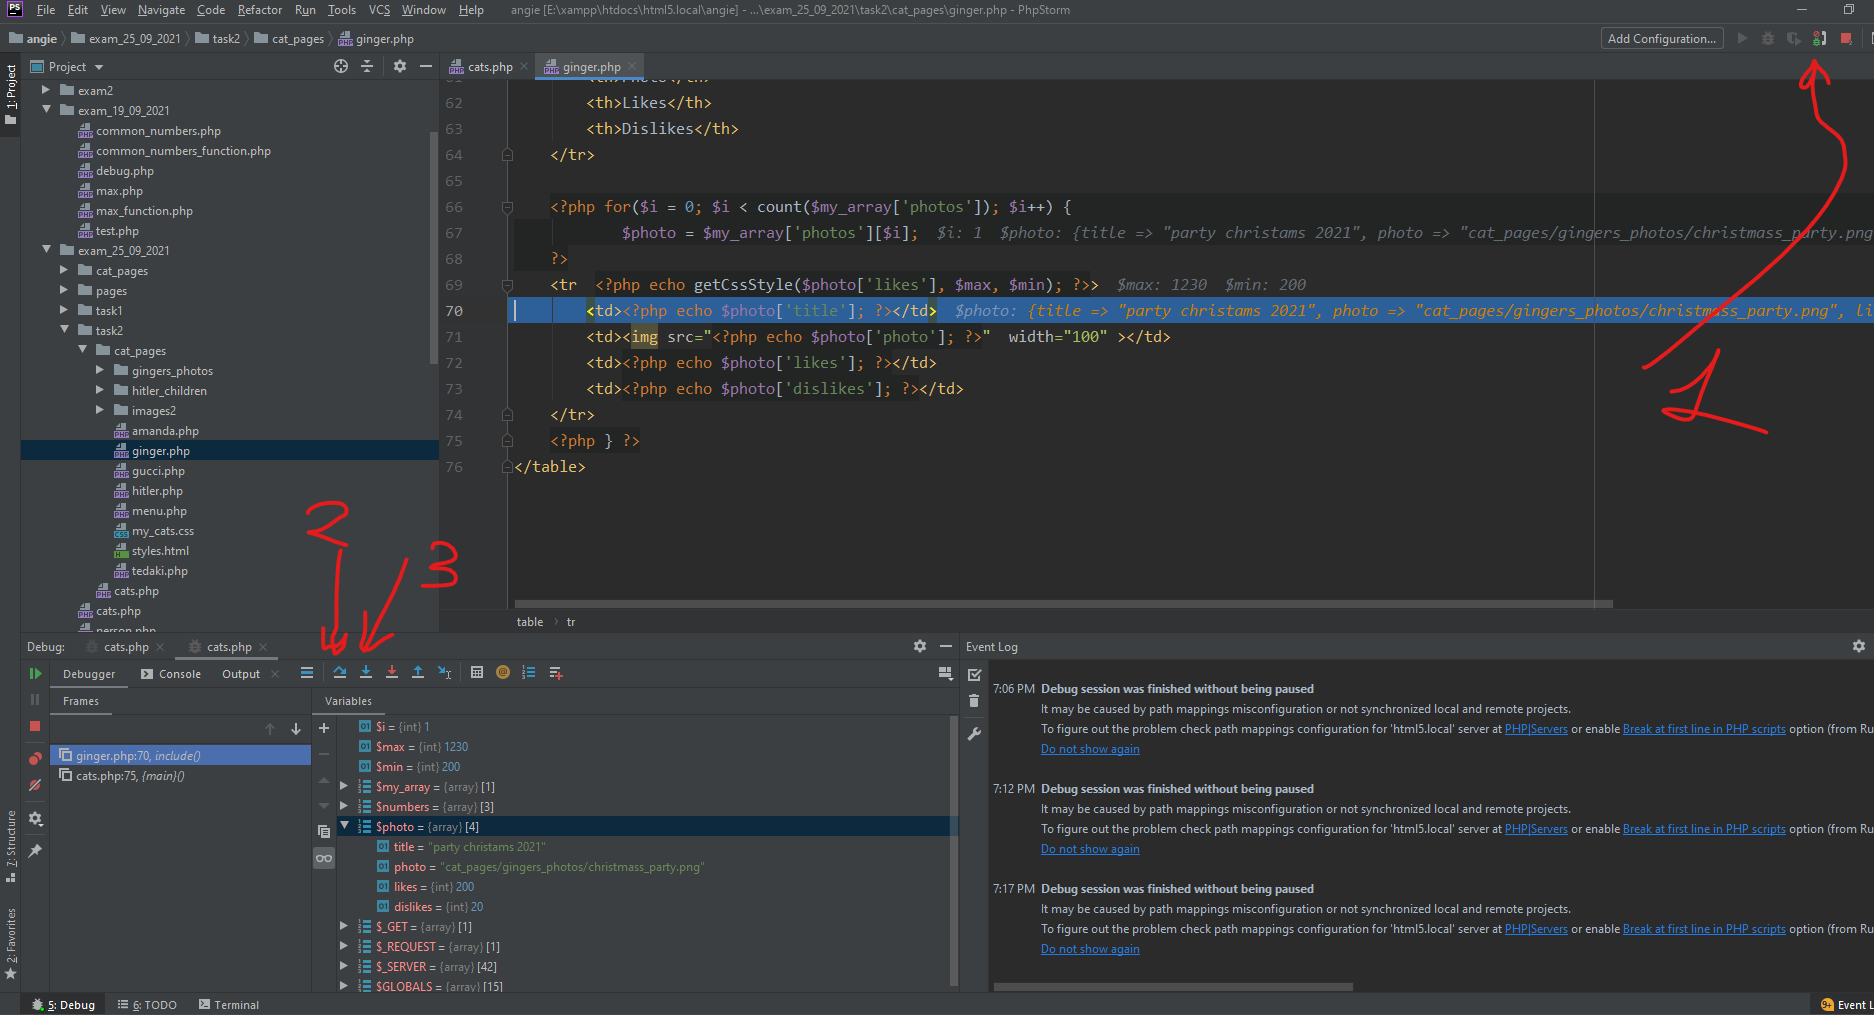 PS File Edit View Navigate Code Refactor Run Tools VCS Window Help angie [E:\xampp\htdocs\html5.local\angie] - ...\exam_25_09_2021\task2\cat_pages\ginger.php - PhpStorm
angie exam_25_09_2021 task2 cat_pages ginger.php Add Configuration...
1: Project
Project
exam2
exam_19_09_2021
common_numbers.php
common_numbers_function.php
debug.php
max.php
max_function.php
test.php
exam_25_09_2021
cat_pages
pages
task1
task2
cat_pages
gingers_photos
hitler_children
images2
amanda.php
ginger.php
gucci.php
hitler.php
menu.php
my_cats.css
styles.html
tedaki.php
cats.php
cats.php
person.php
cats.php ginger.php
62 <th>Likes</th>
63 <th>Dislikes</th>
64 </tr>
65
66 <?php for($i = 0; $i < count($my_array['photos']); $i++) {
67 $photo = $my_array['photos'][$i]; $i: 1 $photo: {title => "party christams 2021", photo => "cat_pages/gingers_photos/christmass_party.png
68 ?>
69 <tr <?php echo getCssStyle($photo['likes'], $max, $min); ?>> $max: 1230 $min: 200
70 <td><?php echo $photo['title']; ?></td> $photo: {title => "party christams 2021", photo => "cat_pages/gingers_photos/christmass_party.png", li
71 <td><img src="<?php echo $photo['photo']; ?>" width="100" ></td>
72 <td><?php echo $photo['likes']; ?></td>
73 <td><?php echo $photo['dislikes']; ?></td>
74 </tr>
75 <?php } ?>
76 </table>
1
2
3
table tr
Debug: cats.php cats.php
Debugger Console Output
Frames
ginger.php:70, include()
cats.php:75, {main}()
Variables
$i = {int} 1
$max = {int} 1230
$min = {int} 200
$my_array = {array} [1]
$numbers = {array} [3]
$photo = {array} [4]
title = "party christams 2021"
photo = "cat_pages/gingers_photos/christmass_party.png"
likes = {int} 200
dislikes = {int} 20
$_GET = {array} [1]
$_REQUEST = {array} [1]
$_SERVER = {array} [42]
$GLOBALS = {array} [15]
Event Log
7:06 PM Debug session was finished without being paused
It may be caused by path mappings misconfiguration or not synchronized local and remote projects.
To figure out the problem check path mappings configuration for 'html5.local' server at PHP|Servers or enable Break at first line in PHP scripts option (from Ru
Do not show again
7:12 PM Debug session was finished without being paused
It may be caused by path mappings misconfiguration or not synchronized local and remote projects.
To figure out the problem check path mappings configuration for 'html5.local' server at PHP|Servers or enable Break at first line in PHP scripts option (from Ru
Do not show again
7:17 PM Debug session was finished without being paused
It may be caused by path mappings misconfiguration or not synchronized local and remote projects.
To figure out the problem check path mappings configuration for 'html5.local' server at PHP|Servers or enable Break at first line in PHP scripts option (from Ru
Do not show again
7: Structure
2: Favorites
5: Debug 6: TODO Terminal 9+ Event L